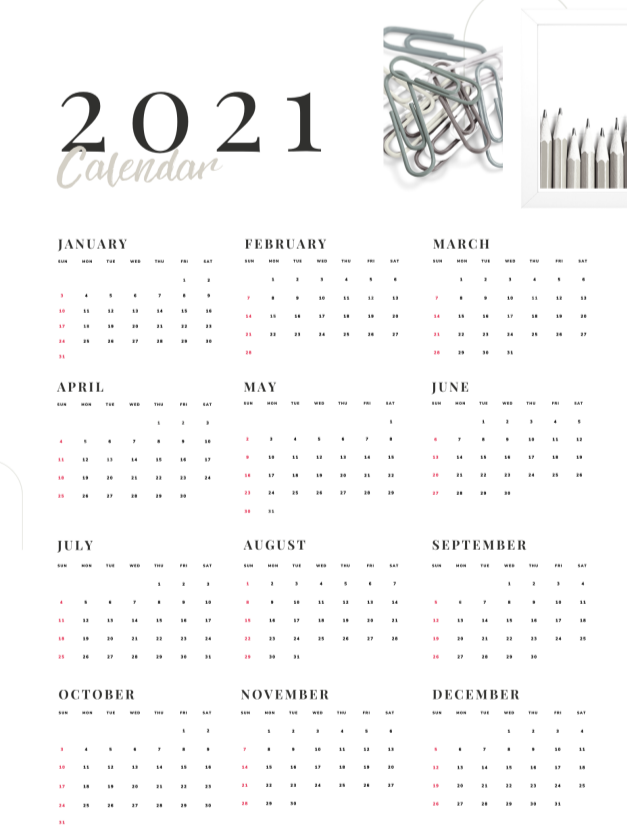 2021
Calendar
JANUARY
SUN MON TUE WED THU FRI SAT
1 2
3 4 5 6 7 8 9
10 11 12 13 14 15 16
17 18 19 20 21 22 23
24 25 26 27 28 29 30
31
FEBRUARY
SUN MON TUE WED THU FRI SAT
1 2 3 4 5 6
7 8 9 10 11 12 13
14 15 16 17 18 19 20
21 22 23 24 25 26 27
28
MARCH
SUN MON TUE WED THU FRI SAT
1 2 3 4 5 6
7 8 9 10 11 12 13
14 15 16 17 18 19 20
21 22 23 24 25 26 27
28 29 30 31
APRIL
SUN MON TUE WED THU FRI SAT
1 2 3
4 5 6 7 8 9 10
11 12 13 14 15 16 17
18 19 20 21 22 23 24
25 26 27 28 29 30
MAY
SUN MON TUE WED THU FRI SAT
1
2 3 4 5 6 7 8
9 10 11 12 13 14 15
16 17 18 19 20 21 22
23 24 25 26 27 28 29
30 31
JUNE
SUN MON TUE WED THU FRI SAT
1 2 3 4 5
6 7 8 9 10 11 12
13 14 15 16 17 18 19
20 21 22 23 24 25 26
27 28 29 30
JULY
SUN MON TUE WED THU FRI SAT
1 2 3
4 5 6 7 8 9 10
11 12 13 14 15 16 17
18 19 20 21 22 23 24
25 26 27 28 29 30 31
AUGUST
SUN MON TUE WED THU FRI SAT
1 2 3 4 5 6 7
8 9 10 11 12 13 14
15 16 17 18 19 20 21
22 23 24 25 26 27 28
29 30 31
SEPTEMBER
SUN MON TUE WED THU FRI SAT
1 2 3 4
5 6 7 8 9 10 11
12 13 14 15 16 17 18
19 20 21 22 23 24 25
26 27 28 29 30
OCTOBER
SUN MON TUE WED THU FRI SAT
1 2
3 4 5 6 7 8 9
10 11 12 13 14 15 16
17 18 19 20 21 22 23
24 25 26 27 28 29 30
31
NOVEMBER
SUN MON TUE WED THU FRI SAT
1 2 3 4 5 6
7 8 9 10 11 12 13
14 15 16 17 18 19 20
21 22 23 24 25 26 27
28 29 30
DECEMBER
SUN MON TUE WED THU FRI SAT
1 2 3 4
5 6 7 8 9 10 11
12 13 14 15 16 17 18
19 20 21 22 23 24 25
26 27 28 29 30 31